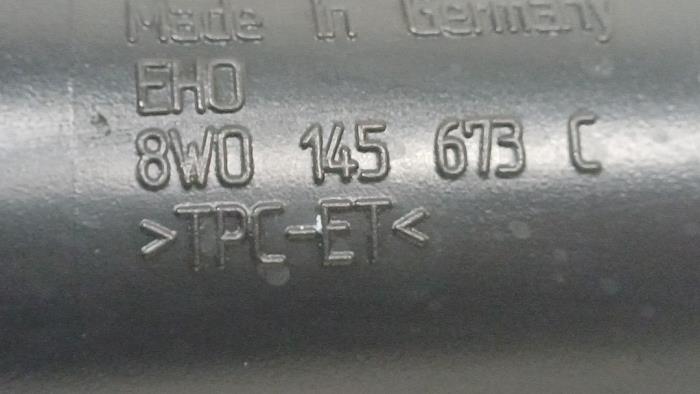 Made in Germany
EHO
8W0 145 673 C
>TPC-ET<